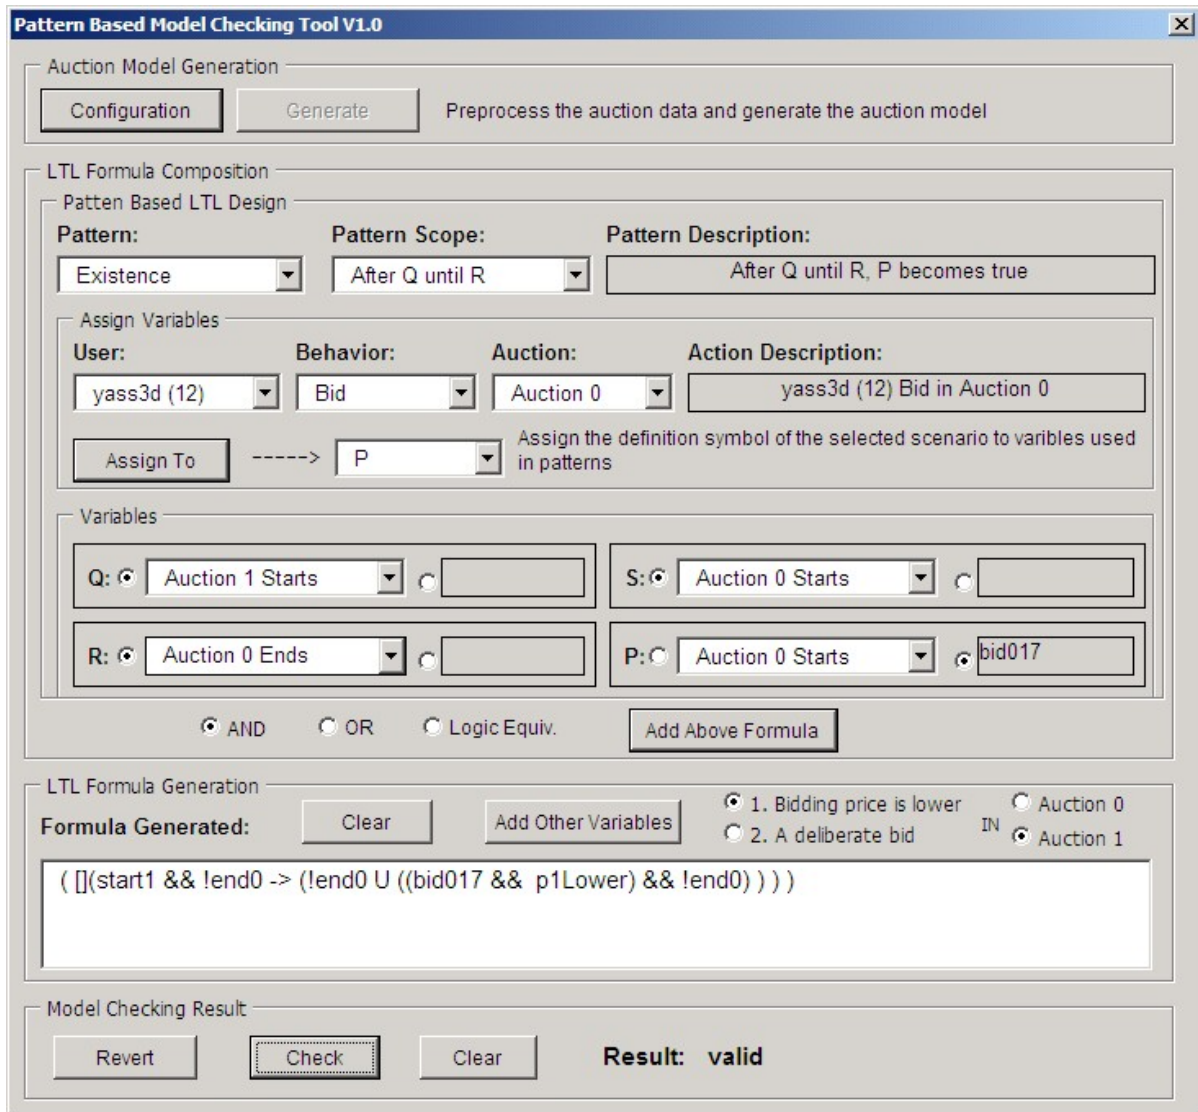 Pattern Based Model Checking Tool V1.0
Auction Model Generation
Configuration Generate Preprocess the auction data and generate the auction model
LTL Formula Composition
Patten Based LTL Design
Pattern: Pattern Scope: Pattern Description:
Existence After Q until R After Q until R, P becomes true
Assign Variables
User: Behavior: Auction: Action Description:
yass3d (12) Bid Auction 0 yass3d (12) Bid in Auction 0
Assign To -----> P Assign the definition symbol of the selected scenario to varibles used
in patterns
Variables
Q: Auction 1 Starts S: Auction 0 Starts
R: Auction 0 Ends P: Auction 0 Starts bid017
AND OR Logic Equiv. Add Above Formula
LTL Formula Generation
Formula Generated: Clear Add Other Variables 1. Bidding price is lower IN Auction 0
2. A deliberate bid Auction 1
( [](start1 && !end0 -> (!end0 U ((bid017 && p1Lower) && !end0) ) ) )
Model Checking Result
Revert Check Clear Result: valid